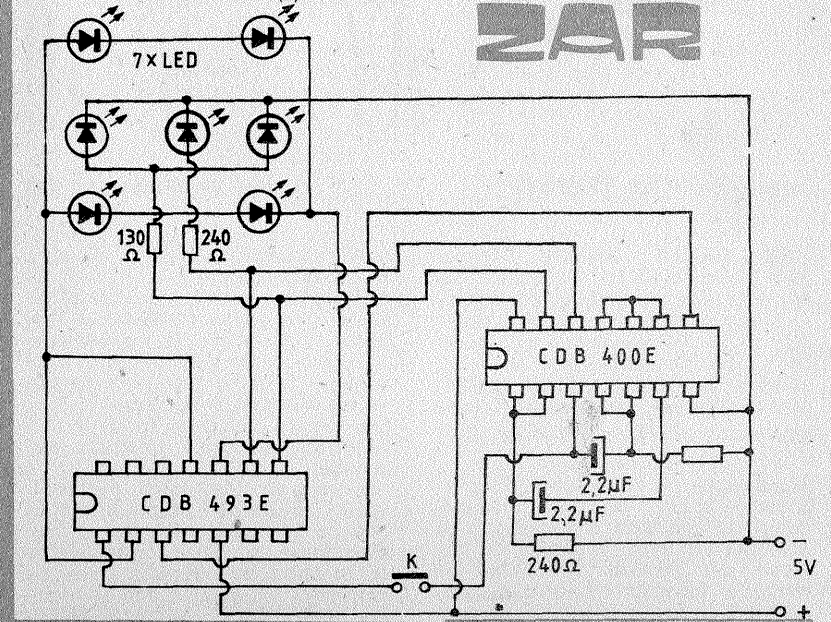 ZAR
7×LED
130
Ω
240
Ω
CDB 400E
CDB 493E
2,2µF
2,2µF
K
240Ω
−
5V
+